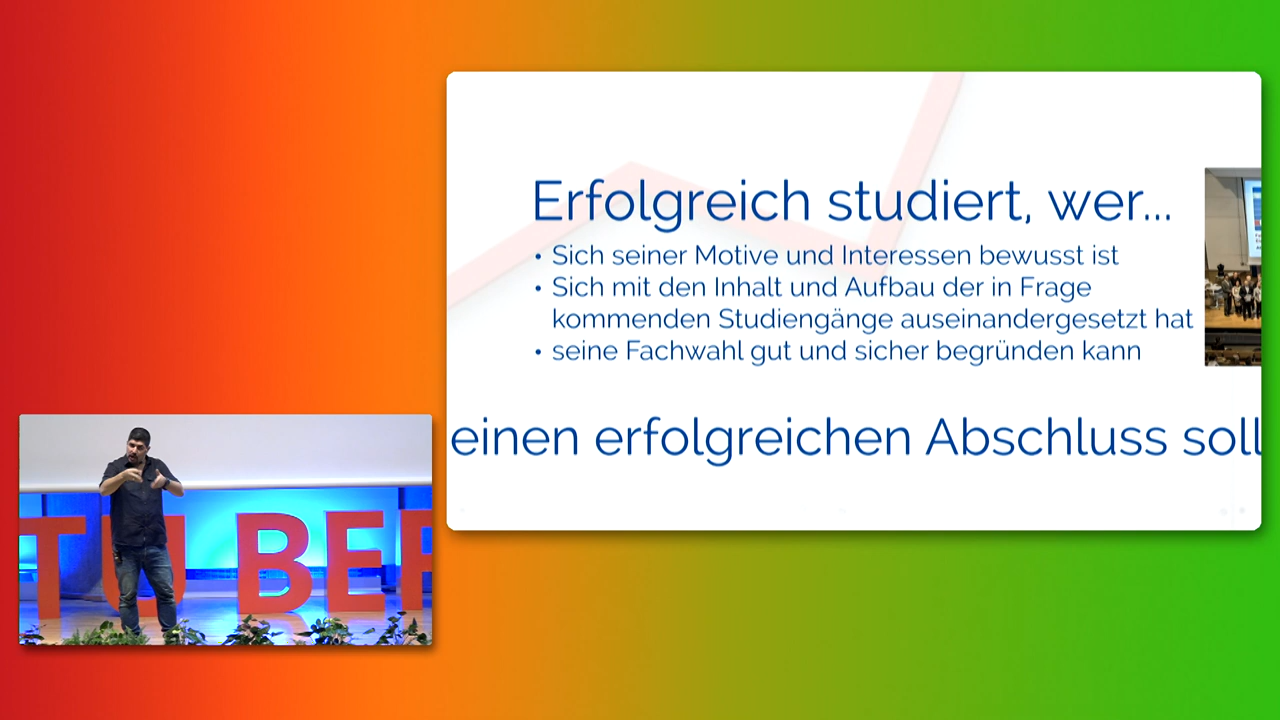 Erfolgreich studiert, wer...
• Sich seiner Motive und Interessen bewusst ist
• Sich mit den Inhalt und Aufbau der in Frage
kommenden Studiengänge auseinandergesetzt hat
• seine Fachwahl gut und sicher begründen kann
einen erfolgreichen Abschluss soll
TU BER